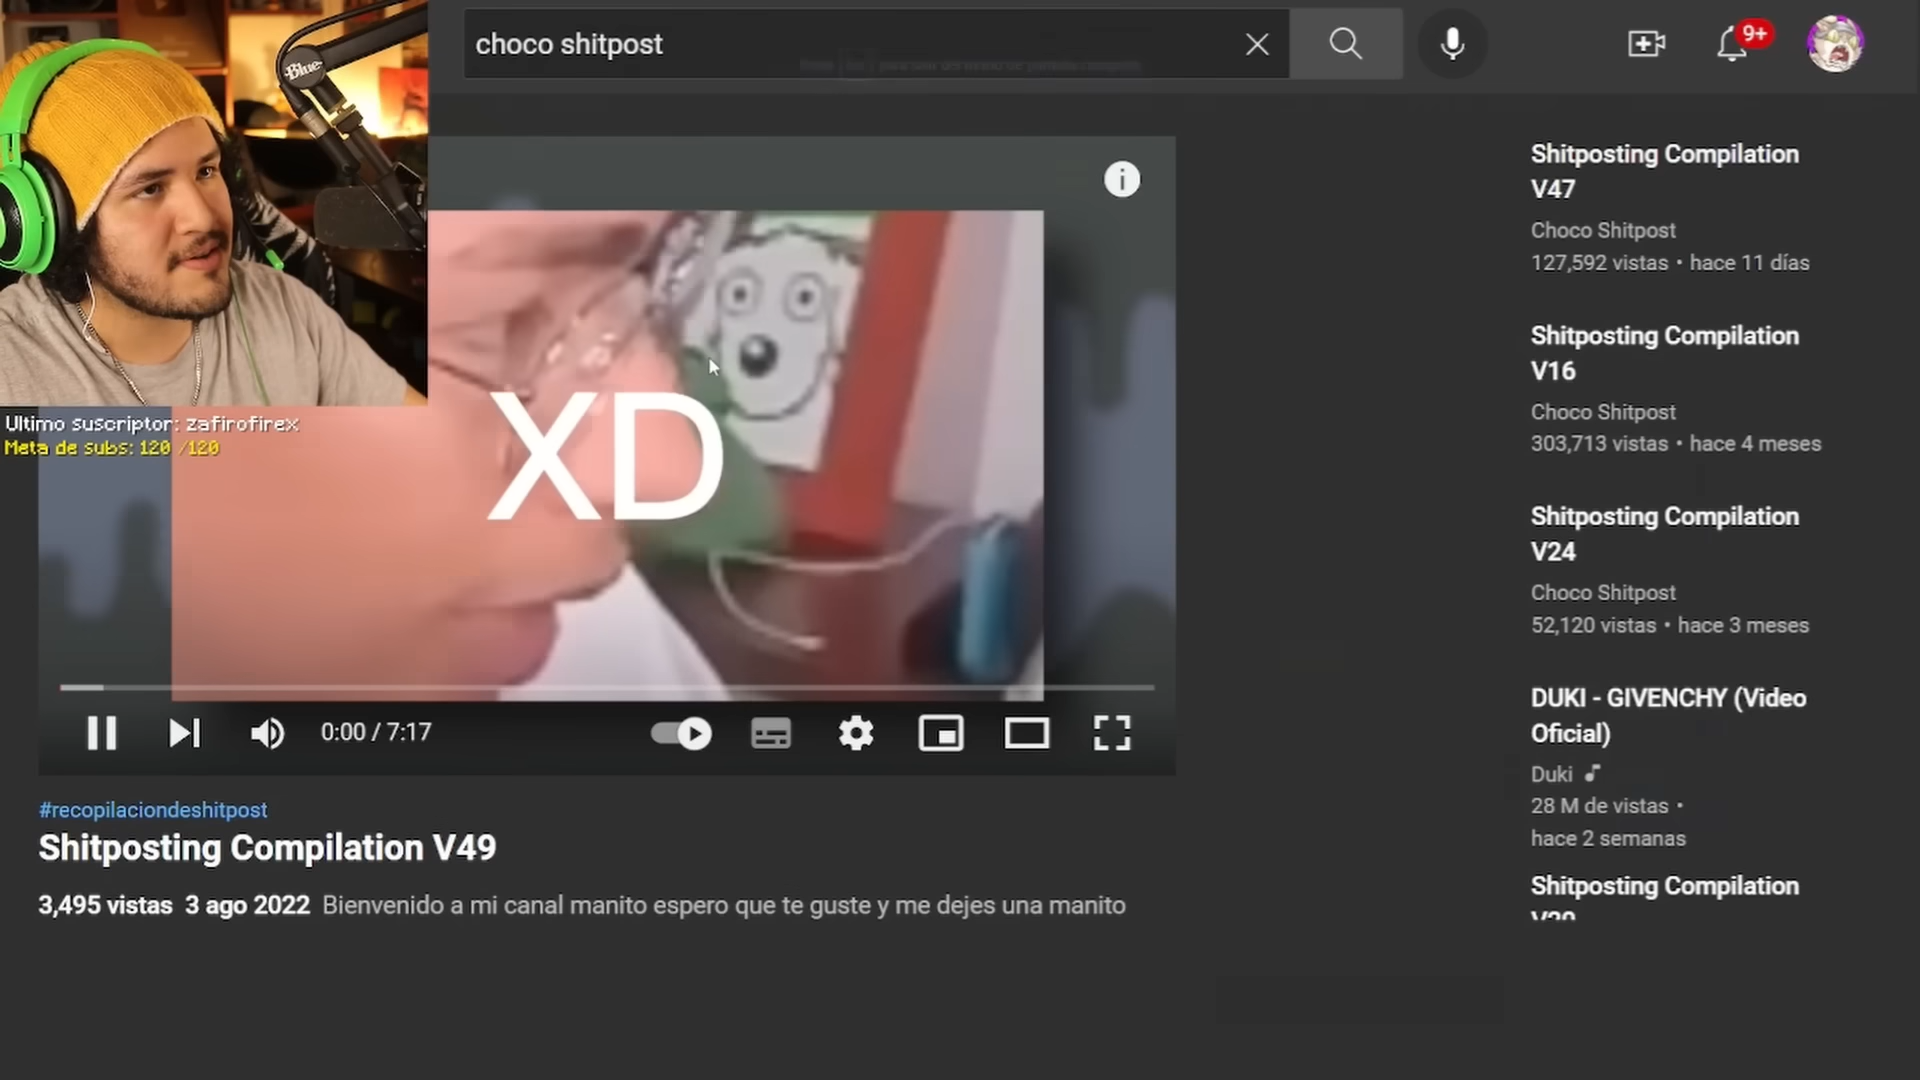 choco shitpost
9+
Blue
i
XD
Ultimo suscriptor: zafirofirex
Meta de subs: 120 /120
0:00 / 7:17
#recopilaciondeshitpost
Shitposting Compilation V49
3,495 vistas 3 ago 2022 Bienvenido a mi canal manito espero que te guste y me dejes una manito
Shitposting Compilation
V47
Choco Shitpost
127,592 vistas • hace 11 días
Shitposting Compilation
V16
Choco Shitpost
303,713 vistas • hace 4 meses
Shitposting Compilation
V24
Choco Shitpost
52,120 vistas • hace 3 meses
DUKI - GIVENCHY (Video
Oficial)
Duki
28 M de vistas •
hace 2 semanas
Shitposting Compilation